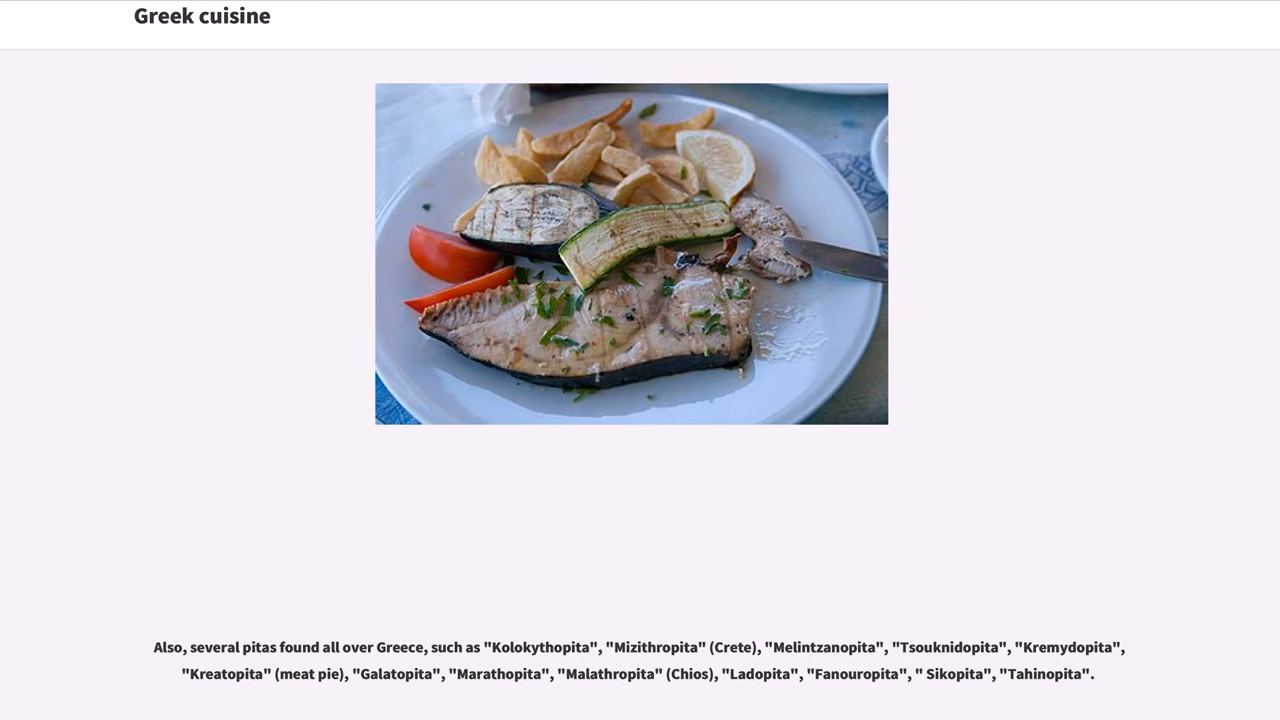 Greek cuisine
Also, several pitas found all over Greece, such as "Kolokythopita", "Mizithropita" (Crete), "Melintzanopita", "Tsouknidopita", "Kremydopita",
"Kreatopita" (meat pie), "Galatopita", "Marathopita", "Malathropita" (Chios), "Ladopita", "Fanouropita", " Sikopita", "Tahinopita".